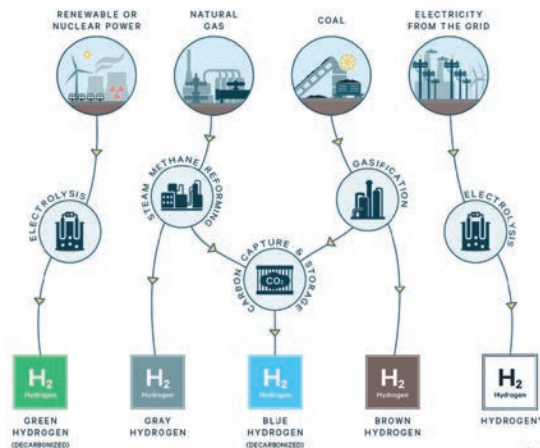 RENEWABLE OR
NUCLEAR POWER
NATURAL
GAS
COAL
ELECTRICITY
FROM THE GRID
ELECTROLYSIS
STEAM METHANE REFORMING
GASIFICATION
ELECTROLYSIS
CARBON CAPTURE & STORAGE
CO₂
H₂
Hydrogen
H₂
Hydrogen
H₂
Hydrogen
H₂
Hydrogen
H₂
Hydrogen
GREEN
HYDROGEN
(DECARBONIZED)
GRAY
HYDROGEN
BLUE
HYDROGEN
(DECARBONIZED)
BROWN
HYDROGEN
HYDROGEN*